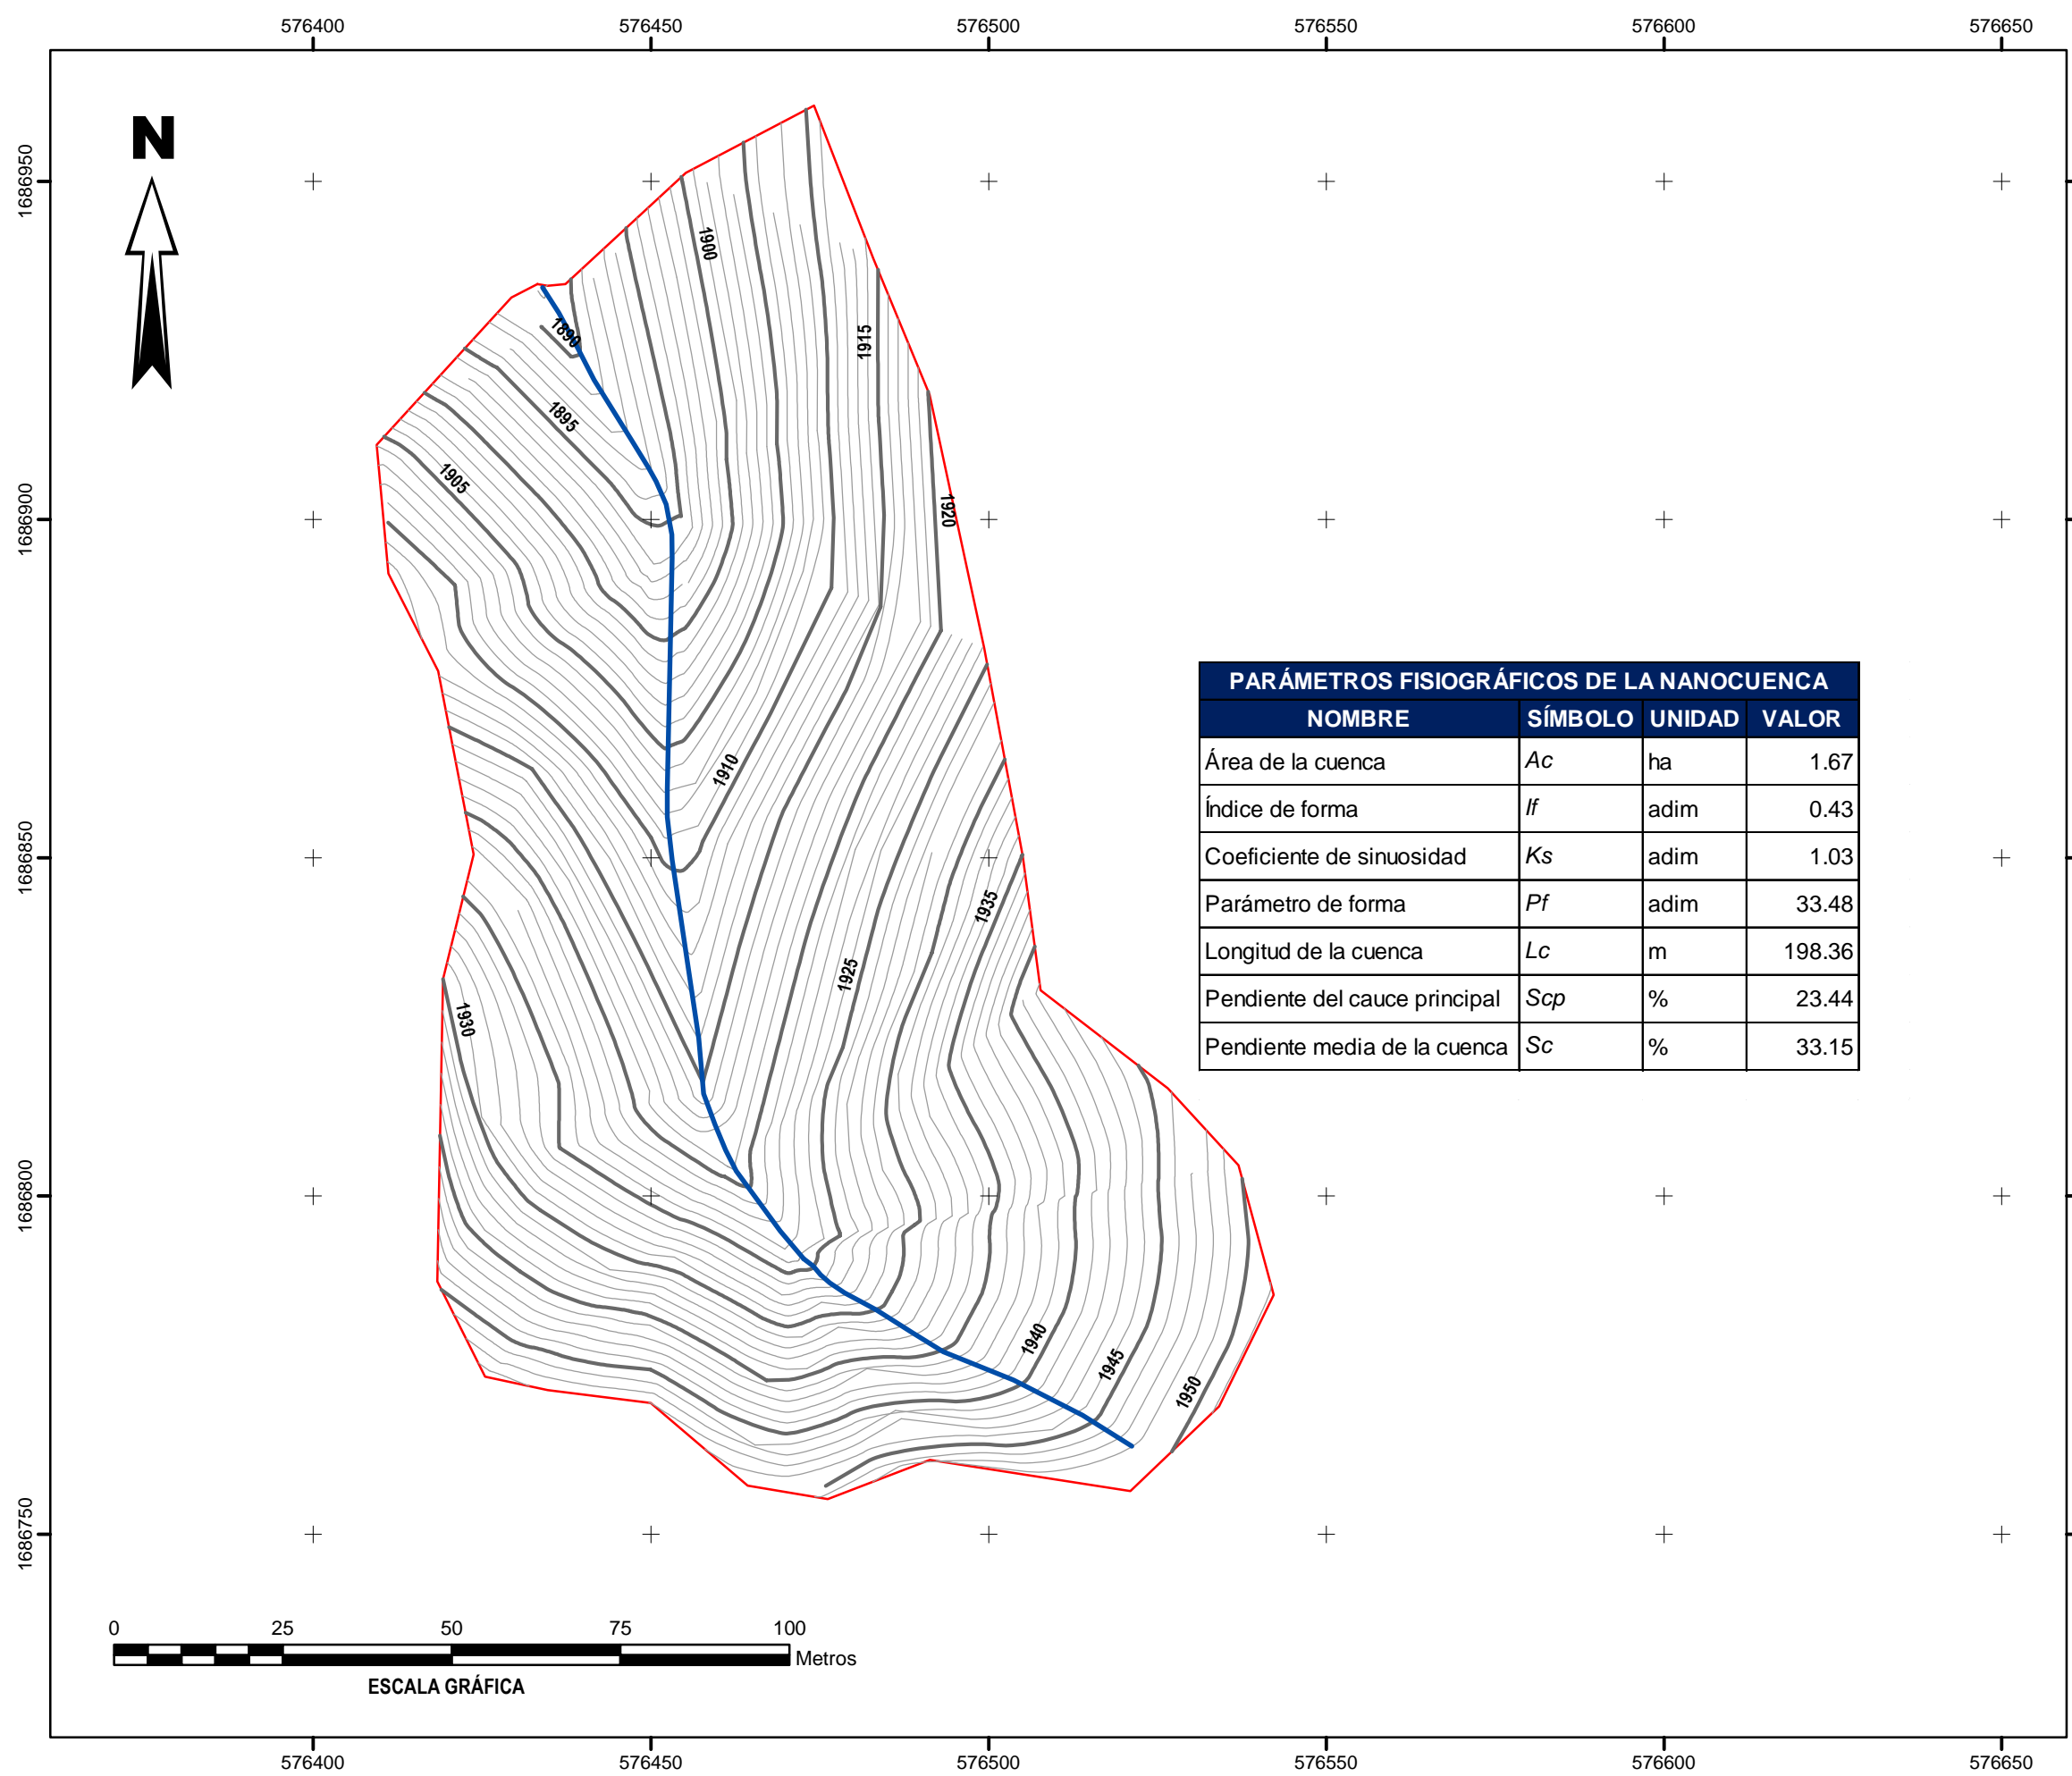 576400 576450 576500 576550 576600 576650
N
1686950
1686900
1686850
1686800
1686750
1900
1890
1915
1895
1905
1920
1910
1935
1925
1930
1940
1945
1950
PARÁMETROS FISIOGRÁFICOS DE LA NANOCUENCA
NOMBRE SÍMBOLO UNIDAD VALOR
Área de la cuenca Ac ha 1.67
Índice de forma If adim 0.43
Coeficiente de sinuosidad Ks adim 1.03
Parámetro de forma Pf adim 33.48
Longitud de la cuenca Lc m 198.36
Pendiente del cauce principal Scp % 23.44
Pendiente media de la cuenca Sc % 33.15
0 25 50 75 100
Metros
ESCALA GRÁFICA
576400 576450 576500 576550 576600 576650